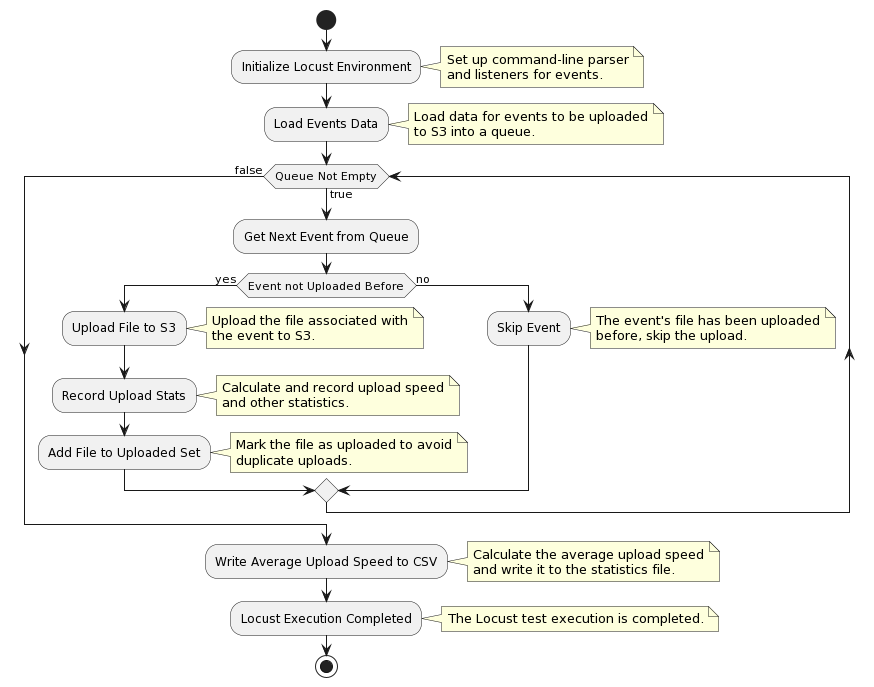 Initialize Locust Environment
Set up command-line parser
and listeners for events.
Load Events Data
Load data for events to be uploaded
to S3 into a queue.
false
Queue Not Empty
true
Get Next Event from Queue
yes
Event not Uploaded Before
no
Upload File to S3
Upload the file associated with
the event to S3.
Skip Event
The event's file has been uploaded
before, skip the upload.
Record Upload Stats
Calculate and record upload speed
and other statistics.
Add File to Uploaded Set
Mark the file as uploaded to avoid
duplicate uploads.
Write Average Upload Speed to CSV
Calculate the average upload speed
and write it to the statistics file.
Locust Execution Completed
The Locust test execution is completed.